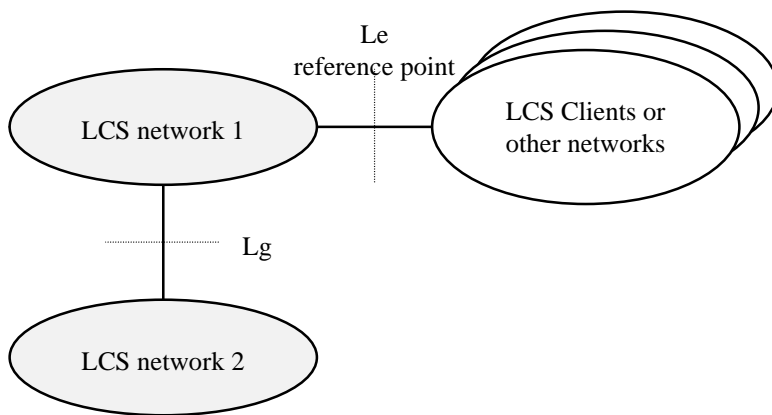 Le
reference point
LCS network 1
LCS Clients or
other networks
Lg
LCS network 2